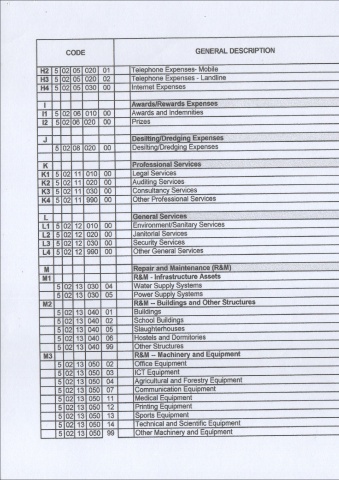 CODE GENERAL DESCRIPTION
H2 5 02 05 020 01 Telephone Expenses- Mobile
H3 5 02 05 020 02 Telephone Expenses - Landline
H4 5 02 05 030 00 Internet Expenses
I Awards/Rewards Expenses
I1 5 02 06 010 00 Awards and Indemnities
I2 5 02 06 020 00 Prizes
J Desilting/Dredging Expenses
5 02 08 020 00 Desilting/Dredging Expenses
K Professional Services
K1 5 02 11 010 00 Legal Services
K2 5 02 11 020 00 Auditing Services
K3 5 02 11 030 00 Consultancy Services
K4 5 02 11 990 00 Other Professional Services
L General Services
L1 5 02 12 010 00 Environment/Sanitary Services
L2 5 02 12 020 00 Janitorial Services
L3 5 02 12 030 00 Security Services
L4 5 02 12 990 00 Other General Services
M Repair and Maintenance (R&M)
M1 R&M - Infrastructure Assets
5 02 13 030 04 Water Supply Systems
5 02 13 030 05 Power Supply Systems
M2 R&M -- Buildings and Other Structures
5 02 13 040 01 Buildings
5 02 13 040 02 School Buildings
5 02 13 040 05 Slaughterhouses
5 02 13 040 06 Hostels and Dormitories
5 02 13 040 99 Other Structures
M3 R&M -- Machinery and Equipment
5 02 13 050 02 Office Equipment
5 02 13 050 03 ICT Equipment
5 02 13 050 04 Agricultural and Forestry Equipment
5 02 13 050 07 Communication Equipment
5 02 13 050 11 Medical Equipment
5 02 13 050 12 Printing Equipment
5 02 13 050 13 Sports Equipment
5 02 13 050 14 Technical and Scientific Equipment
5 02 13 050 99 Other Machinery and Equipment